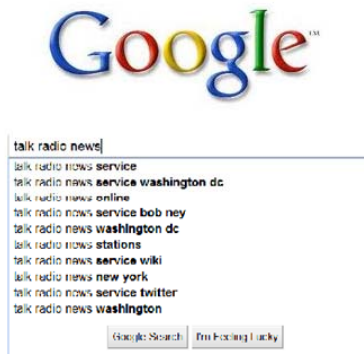 Google™
talk radio news
talk radio news service
talk radio news service washington dc
talk radio news online
talk radio news service bob ney
talk radio news washington dc
talk radio news stations
talk radio news service wiki
talk radio news new york
talk radio news service twitter
talk radio news washington
Google Search I'm Feeling Lucky